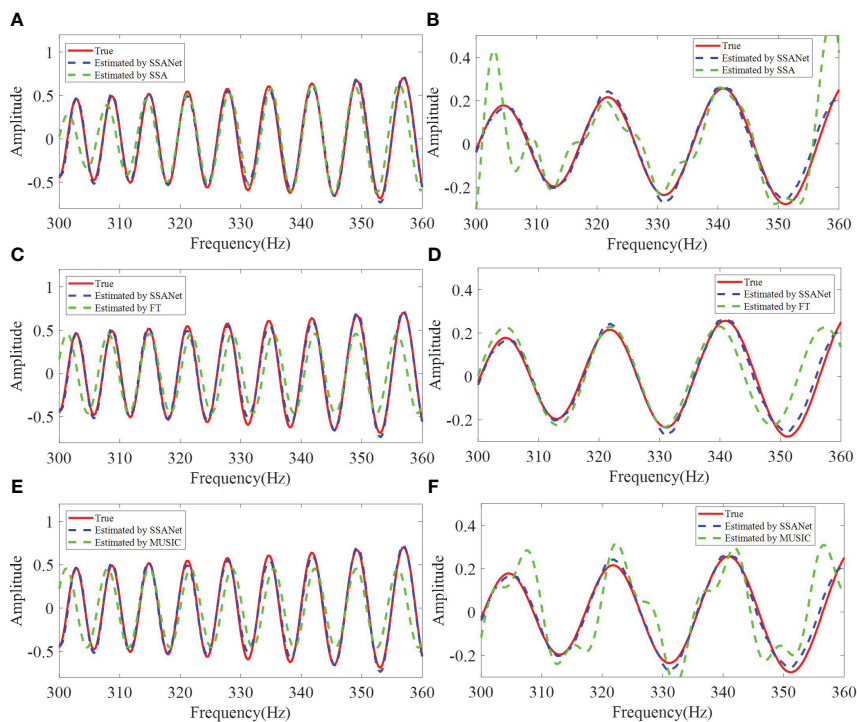 A
True
Estimated by SSANet
Estimated by SSA
1
0.5
0
-0.5
Amplitude
300 310 320 330 340 350 360
Frequency(Hz)
B
True
Estimated by SSANet
Estimated by SSA
0.4
0.2
0
-0.2
Amplitude
300 310 320 330 340 350 360
Frequency(Hz)
C
True
Estimated by SSANet
Estimated by FT
1
0.5
0
-0.5
Amplitude
300 310 320 330 340 350 360
Frequency(Hz)
D
True
Estimated by SSANet
Estimated by FT
0.4
0.2
0
-0.2
Amplitude
300 310 320 330 340 350 360
Frequency(Hz)
E
True
Estimated by SSANet
Estimated by MUSIC
1
0.5
0
-0.5
Amplitude
300 310 320 330 340 350 360
Frequency(Hz)
F
True
Estimated by SSANet
Estimated by MUSIC
0.4
0.2
0
-0.2
Amplitude
300 310 320 330 340 350 360
Frequency(Hz)